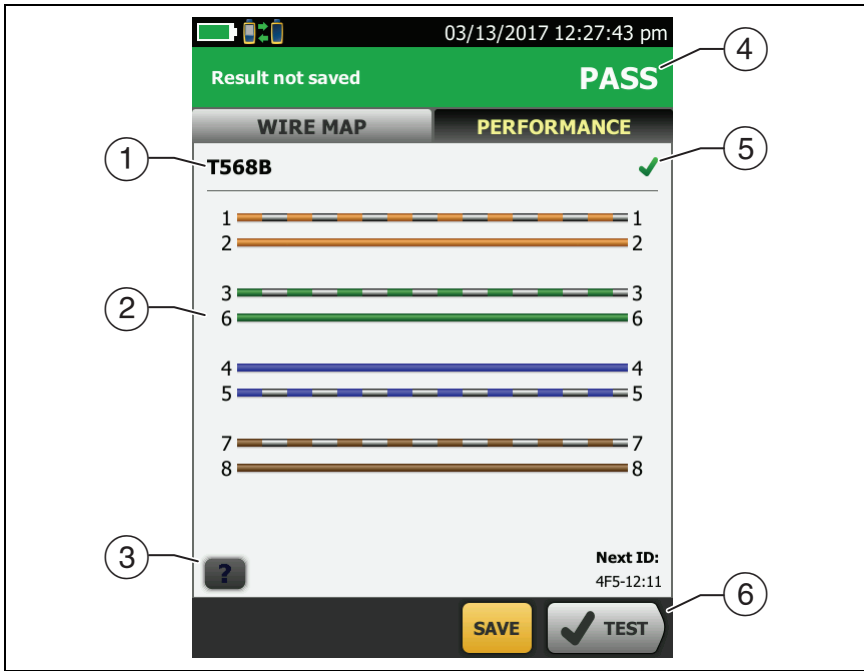 03/13/2017 12:27:43 pm
4
Result not saved PASS
WIRE MAP PERFORMANCE
5
1
T568B
1 1
2 2
3 3
2
6 6
4 4
5 5
7 7
8 8
3
?
Next ID:
4F5-12:11
6
SAVE TEST